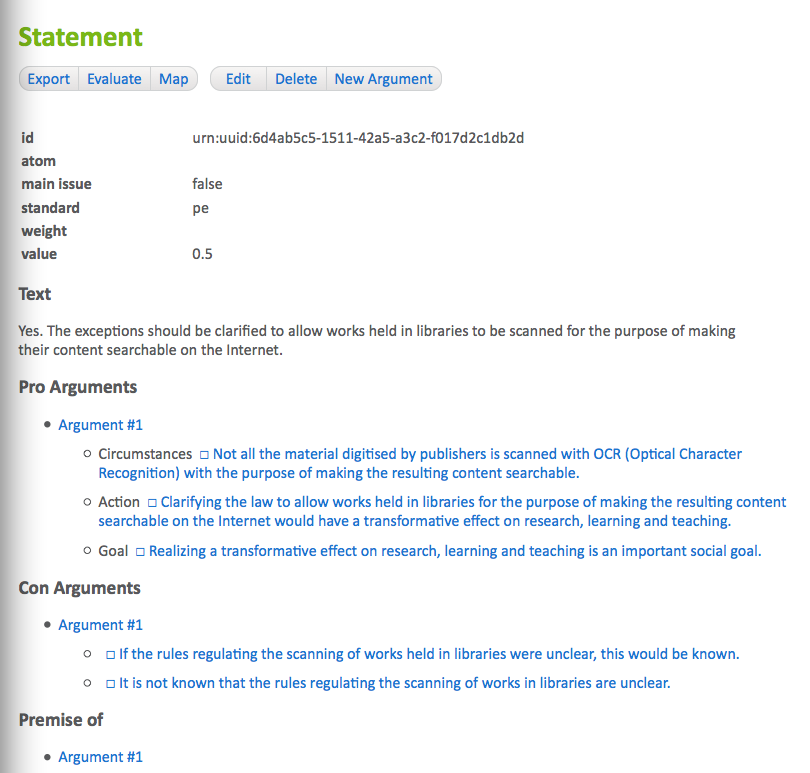 Statement
Export Evaluate Map Edit Delete New Argument
id urn:uuid:6d4ab5c5-1511-42a5-a3c2-f017d2c1db2d
atom
main issue false
standard pe
weight
value 0.5
Text
Yes. The exceptions should be clarified to allow works held in libraries to be scanned for the purpose of making
their content searchable on the Internet.
Pro Arguments
• Argument #1
○ Circumstances □ Not all the material digitised by publishers is scanned with OCR (Optical Character
Recognition) with the purpose of making the resulting content searchable.
○ Action □ Clarifying the law to allow works held in libraries for the purpose of making the resulting content
searchable on the Internet would have a transformative effect on research, learning and teaching.
○ Goal □ Realizing a transformative effect on research, learning and teaching is an important social goal.
Con Arguments
• Argument #1
○ □ If the rules regulating the scanning of works held in libraries were unclear, this would be known.
○ □ It is not known that the rules regulating the scanning of works in libraries are unclear.
Premise of
• Argument #1